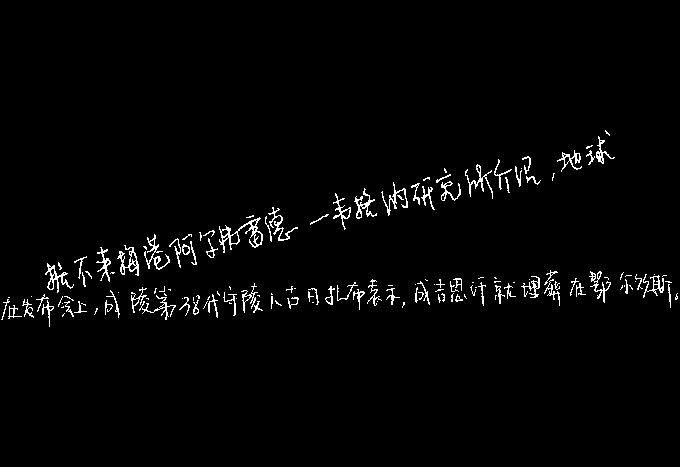 据不来梅港阿尔弗雷德一韦格纳研究所介绍，地球
在发布会上，成陵第38代守陵人古日扎布表示，成吉思汗就埋葬在鄂尔多斯。